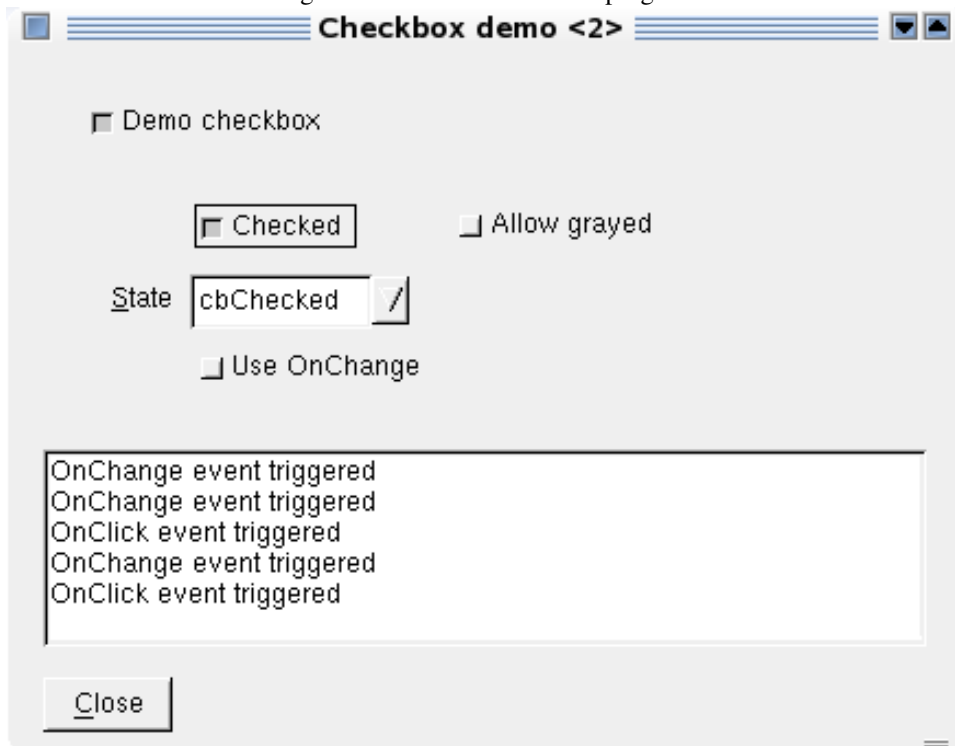 Checkbox demo <2>
Demo checkbox
Checked Allow grayed
State cbChecked
Use OnChange
OnChange event triggered
OnChange event triggered
OnClick event triggered
OnChange event triggered
OnClick event triggered
Close